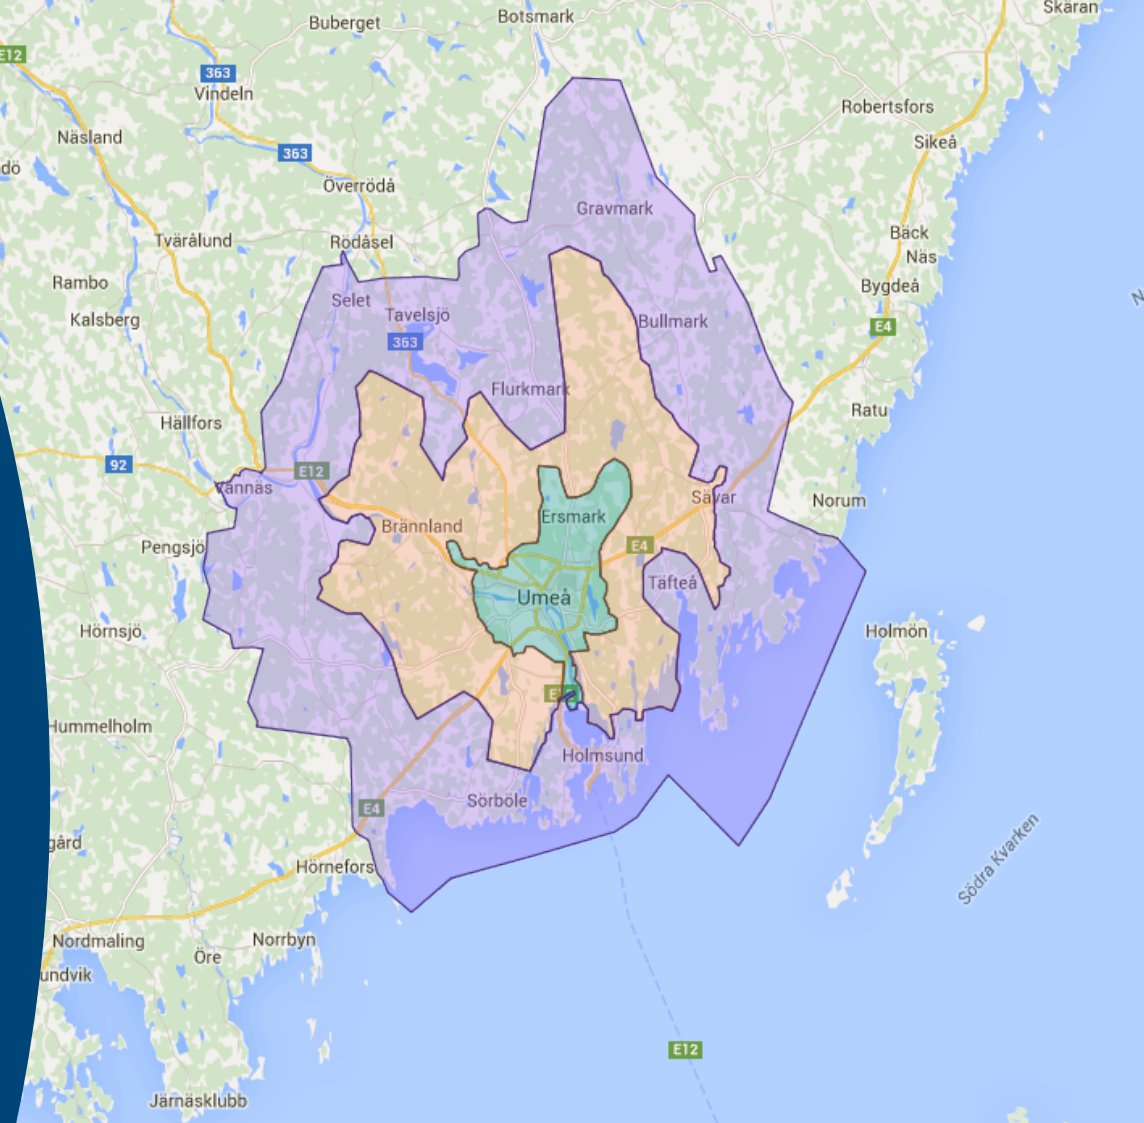 Skäran
Botsmark
Buberget
E12
363
Vindeln
Robertsfors
Näsland
Sikeå
363
dö
Överrödå
Gravmark
Bäck
Tvärålund
Rödåsel
Näs
Rambo
Bygdeå
Selet
Tavelsjö
Kalsberg
Bullmark
E4
363
Flurkmark
Ratu
Hällfors
92
E12
Vännäs
Sävar
Norum
Ersmark
Brännland
E4
Pengsjö
Täfteå
Umeå
Hörnsjö
Holmön
Hummelholm
Holmsund
Sörböle
E4
gård
Södra Kvarken
Hörnefors
Nordmaling
Norrbyn
Öre
undvik
E12
Järnäsklubb